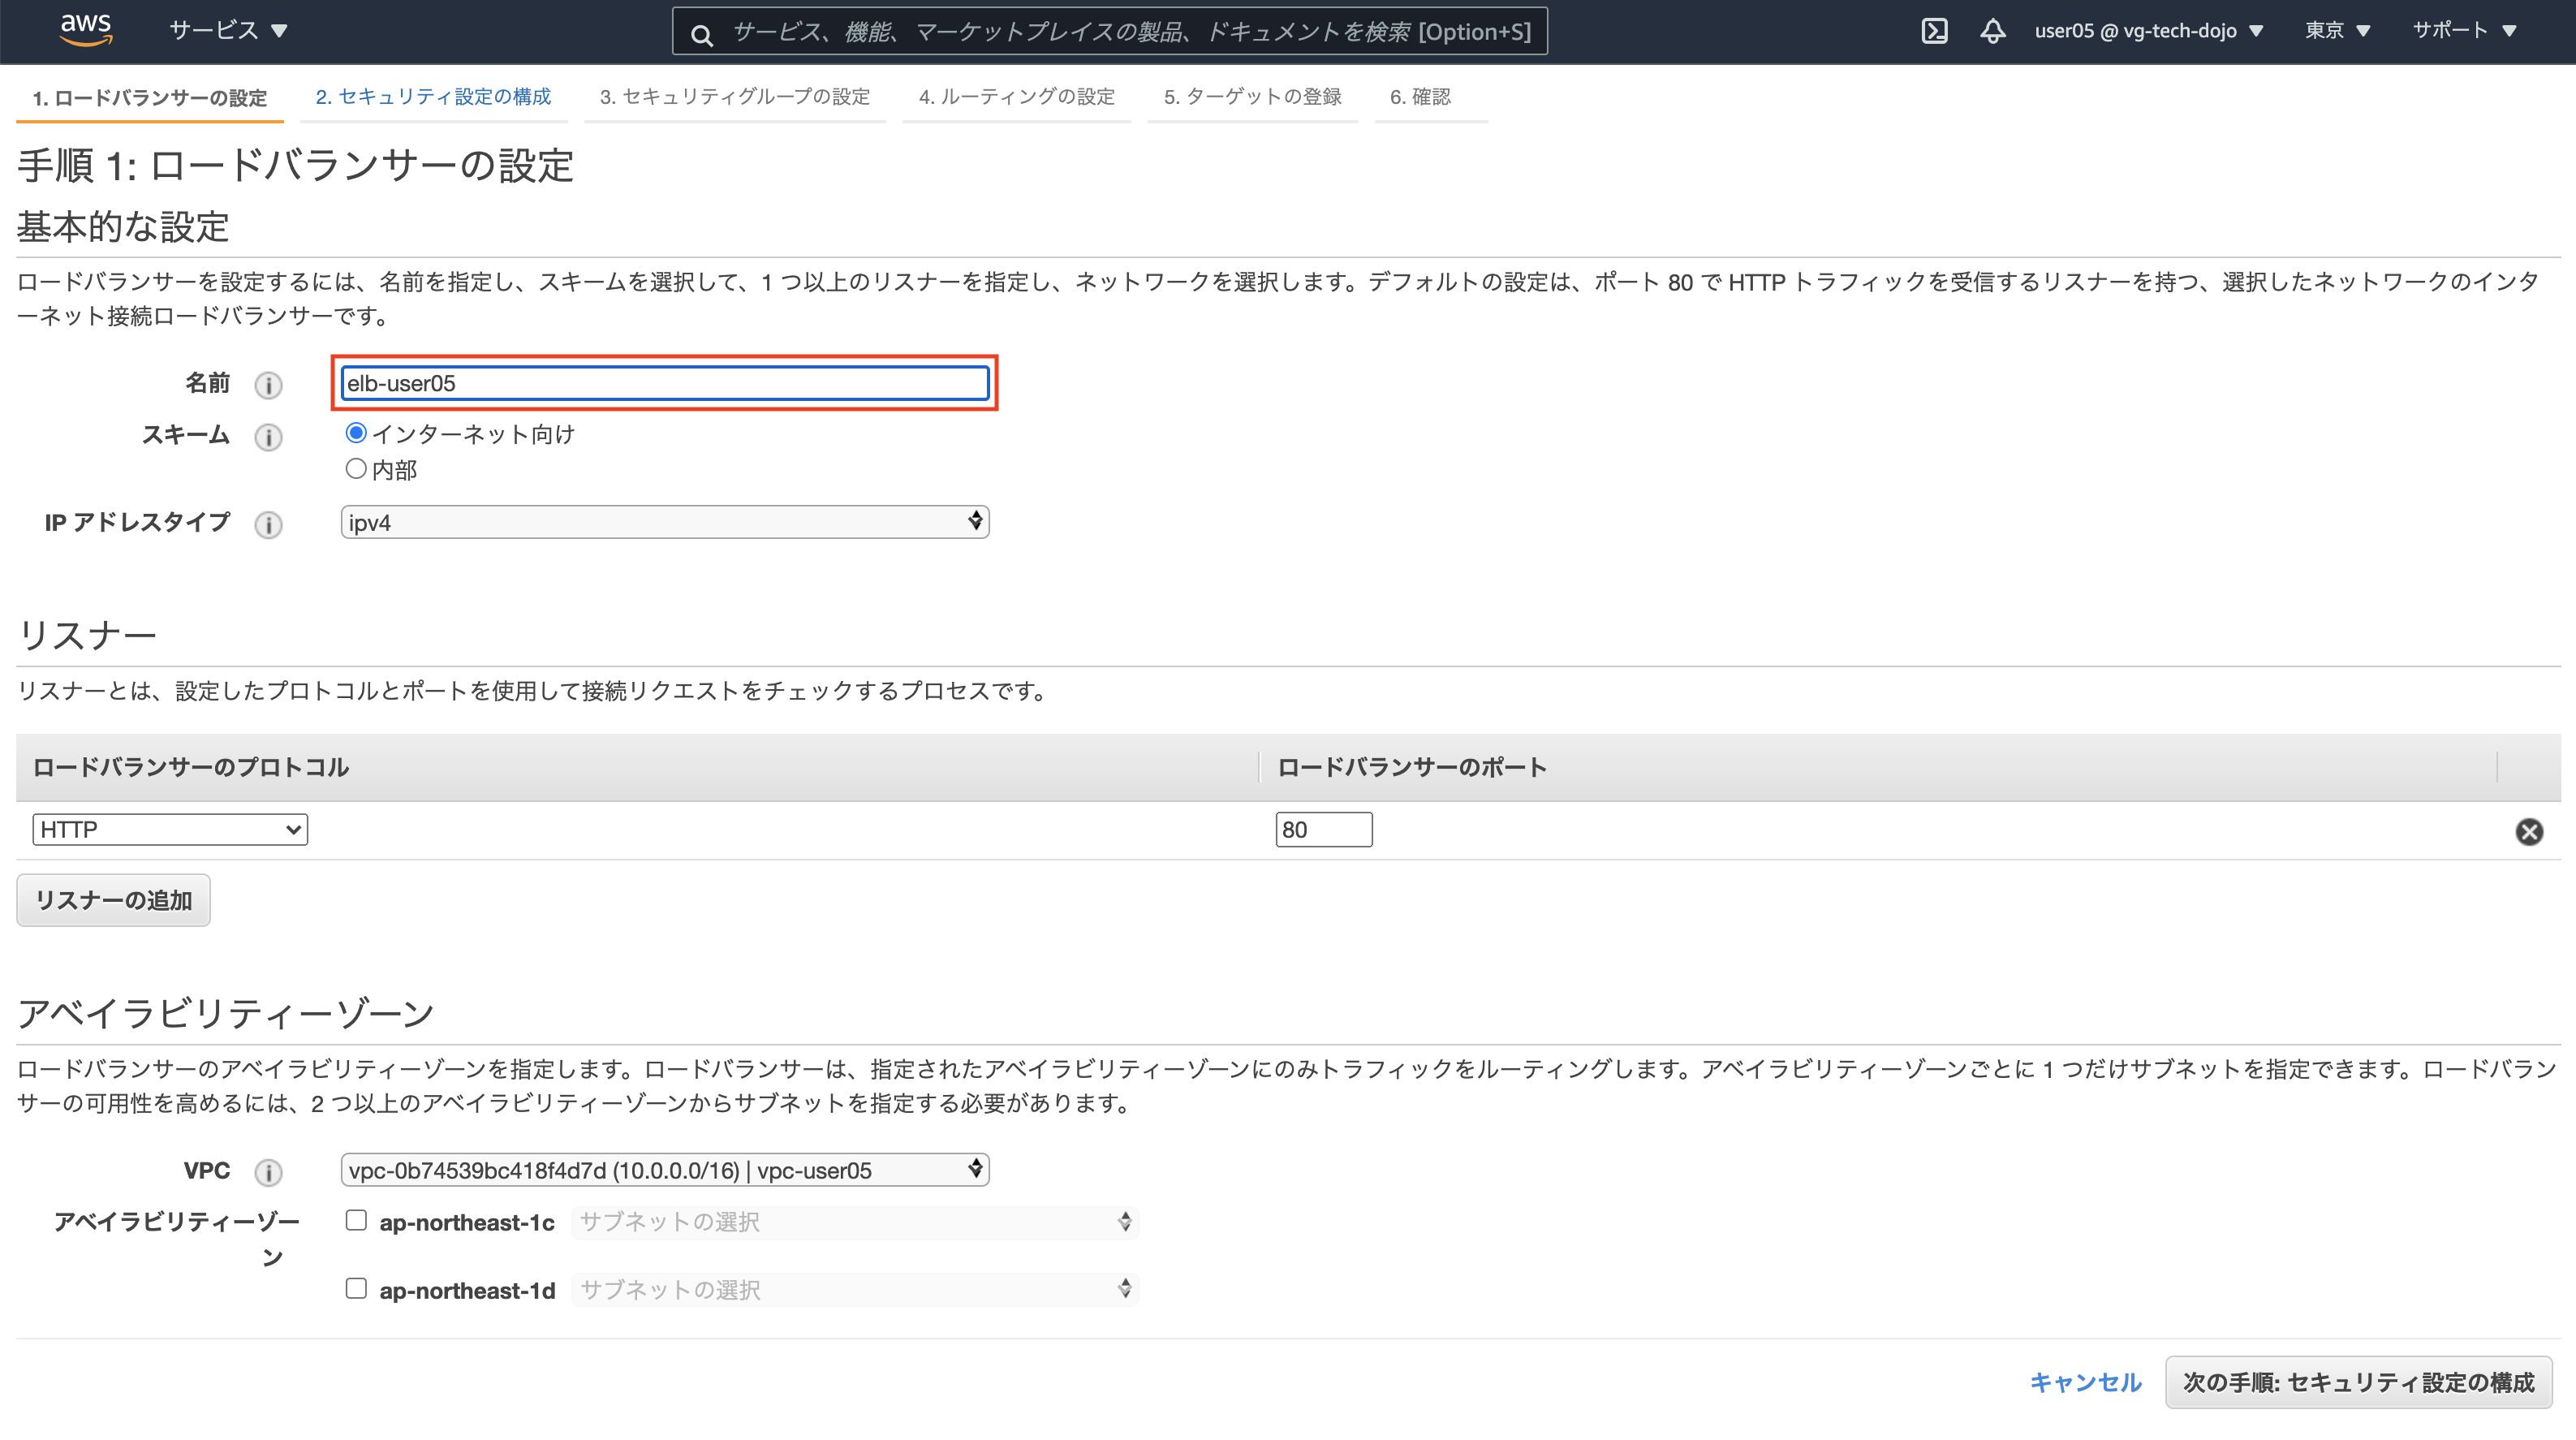 aws
サービス
サービス、機能、マーケットプレイスの製品、ドキュメントを検索 [Option+S]
user05 @ vg-tech-dojo
東京
サポート
1. ロードバランサーの設定
2. セキュリティ設定の構成
3. セキュリティグループの設定
4. ルーティングの設定
5. ターゲットの登録
6. 確認
手順 1: ロードバランサーの設定
基本的な設定
ロードバランサーを設定するには、名前を指定し、スキームを選択して、1 つ以上のリスナーを指定し、ネットワークを選択します。デフォルトの設定は、ポート 80 で HTTP トラフィックを受信するリスナーを持つ、選択したネットワークのインタ
ーネット接続ロードバランサーです。
名前
elb-user05
スキーム
インターネット向け
内部
IP アドレスタイプ
ipv4
リスナー
リスナーとは、設定したプロトコルとポートを使用して接続リクエストをチェックするプロセスです。
ロードバランサーのプロトコル
ロードバランサーのポート
HTTP
80
リスナーの追加
アベイラビリティーゾーン
ロードバランサーのアベイラビリティーゾーンを指定します。ロードバランサーは、指定されたアベイラビリティーゾーンにのみトラフィックをルーティングします。アベイラビリティーゾーンごとに 1 つだけサブネットを指定できます。ロードバラン
サーの可用性を高めるには、2 つ以上のアベイラビリティーゾーンからサブネットを指定する必要があります。
VPC
vpc-0b74539bc418f4d7d (10.0.0.0/16) | vpc-user05
アベイラビリティーゾー
ン
ap-northeast-1c
サブネットの選択
ap-northeast-1d
サブネットの選択
キャンセル
次の手順: セキュリティ設定の構成